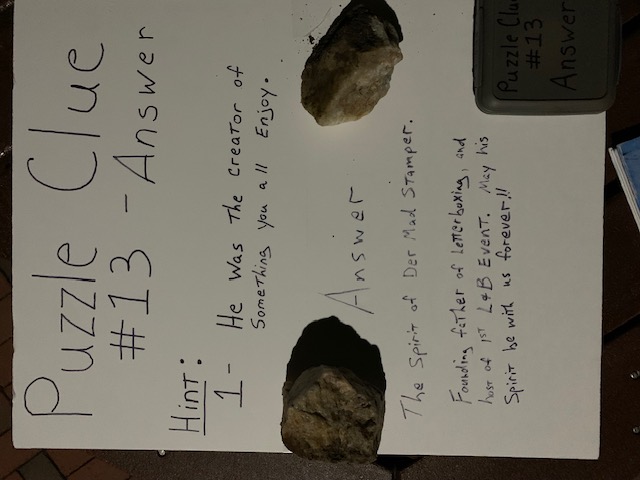 Puzzle Clue
#13 - Answer
Hint:
1- He was the creator of
Something you all Enjoy.
Answer
The Spirit of Der Mad Stamper.
Founding father of Letterboxing, and
host of 1st L&B Event. May his
Spirit be with us forever!!
Puzzle Clu
#13
Answer